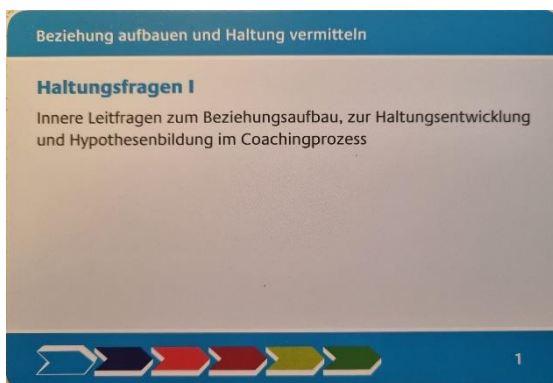 Beziehung aufbauen und Haltung vermitteln
Haltungsfragen I
Innere Leitfragen zum Beziehungsaufbau, zur Haltungsentwicklung
und Hypothesenbildung im Coachingprozess
1